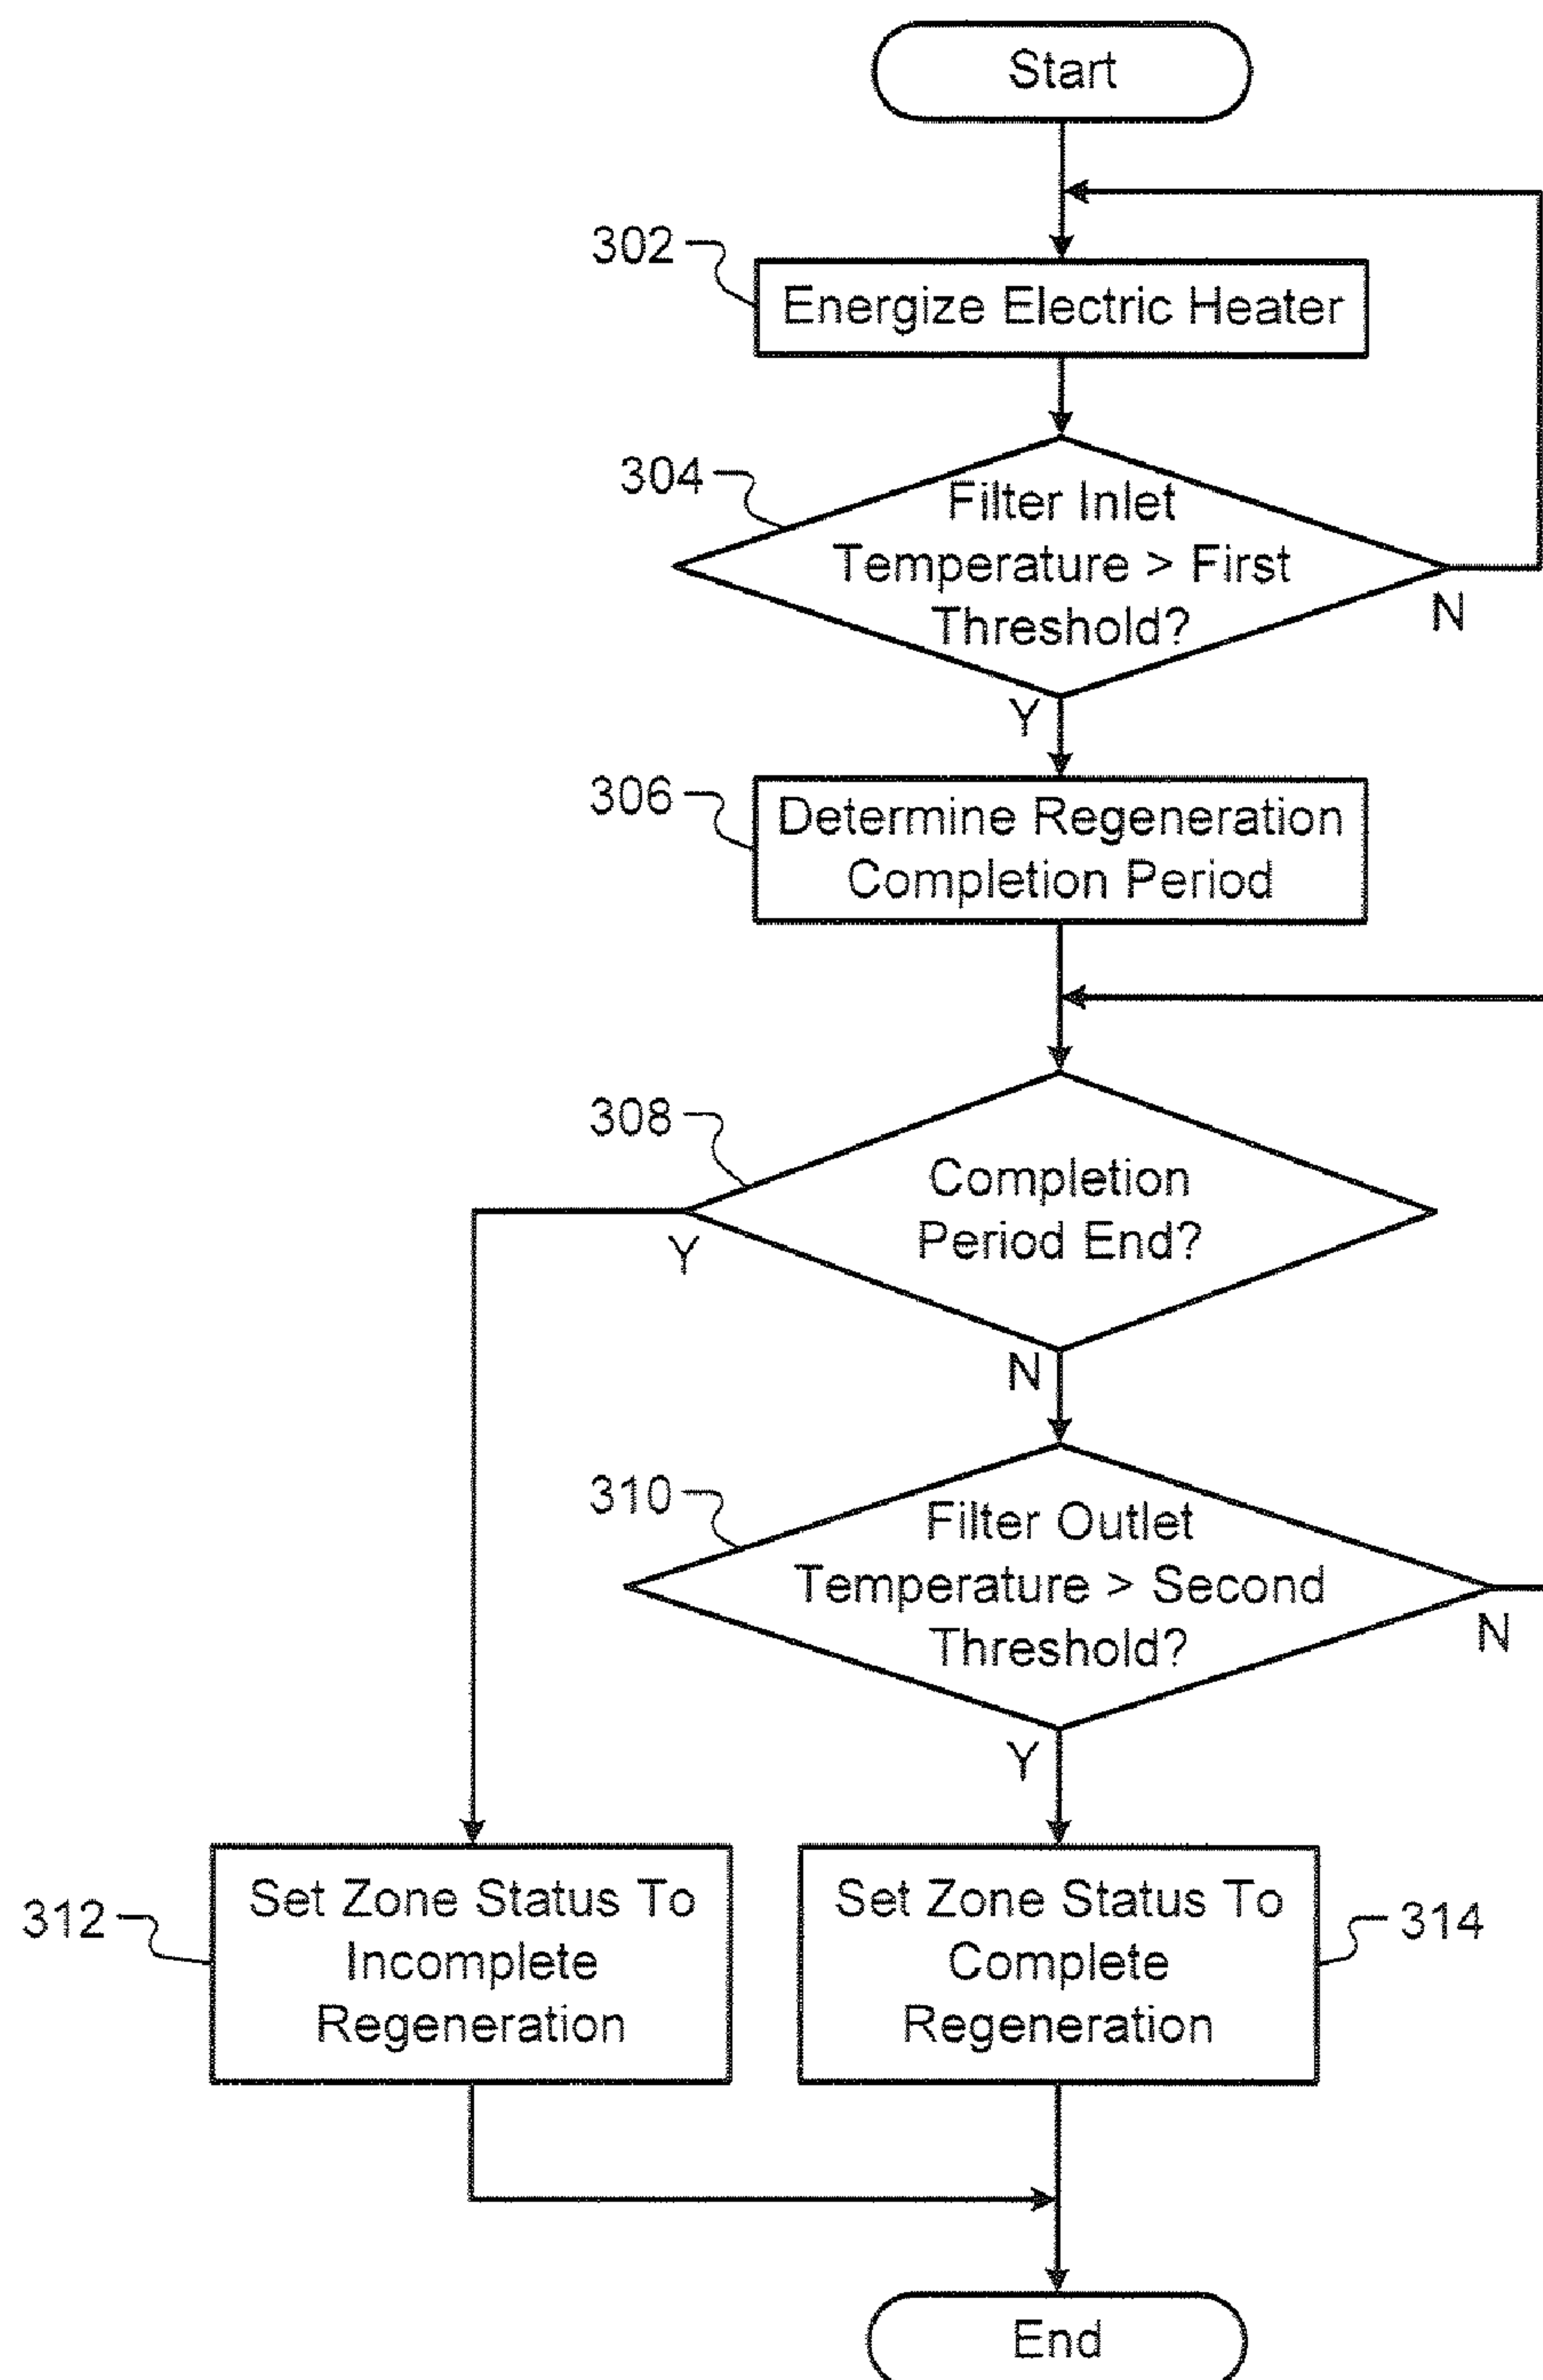 Start
302
Energize Electric Heater
304
Filter Inlet
Temperature > First
Threshold?
N
Y
306
Determine Regeneration
Completion Period
308
Completion
Period End?
Y
N
310
Filter Outlet
Temperature > Second
Threshold?
N
Y
312
Set Zone Status To
Incomplete
Regeneration
Set Zone Status To
Complete
Regeneration
314
End